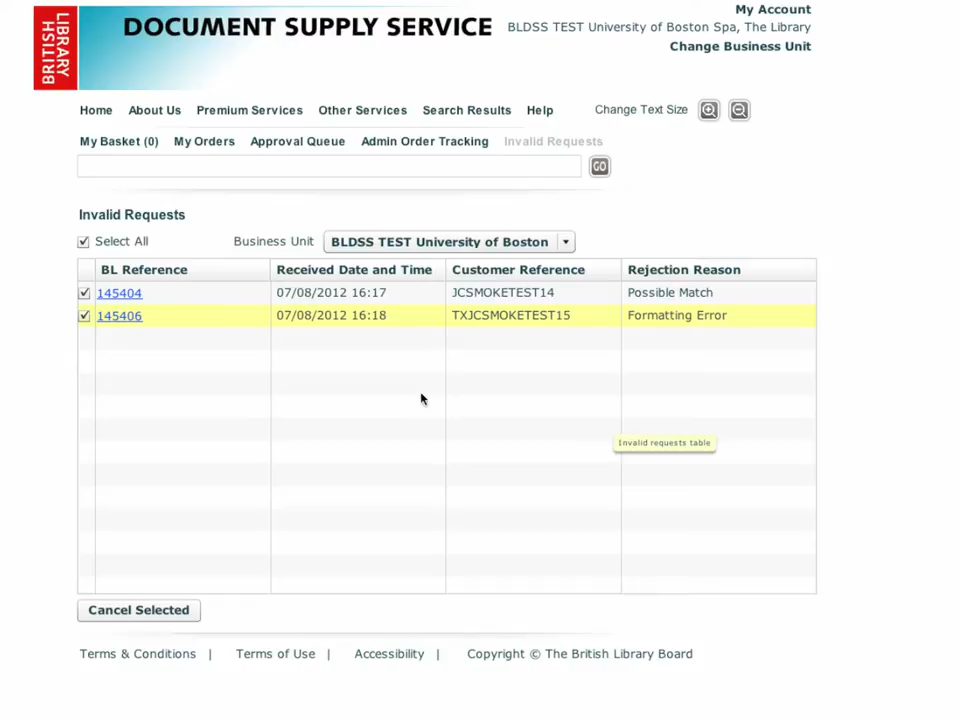 BRITISH LIBRARY
DOCUMENT SUPPLY SERVICE
My Account
BLDSS TEST University of Boston Spa, The Library
Change Business Unit
Home About Us Premium Services Other Services Search Results Help Change Text Size
My Basket (0) My Orders Approval Queue Admin Order Tracking Invalid Requests
GO
Invalid Requests
Select All Business Unit BLDSS TEST University of Boston
BL Reference Received Date and Time Customer Reference Rejection Reason
145404 07/08/2012 16:17 JCSMOKETEST14 Possible Match
145406 07/08/2012 16:18 TXJCSMOKETEST15 Formatting Error
Invalid requests table
Cancel Selected
Terms & Conditions | Terms of Use | Accessibility | Copyright © The British Library Board